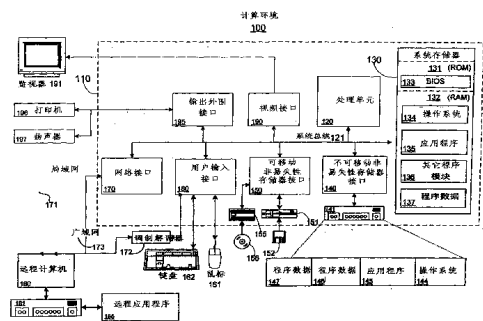 计算环境
100
监视器 191
110
130
系统存储器
131 (ROM)
133 BIOS
132 (RAM)
134 操作系统
应用程序
135
其它程序
模块
136
程序数据
137
打印机
196
扬声器
197
输出外围
接口
195
视频接口
190
处理单元
120
系统总线
121
局域网
171
网络接口
170
用户输入
接口
160
可移动
非易失性
存储器接口
150
不可移动非
易失性存储器接口
140
141
151
155
152
156
广域网
173
调制解调器
172
键盘 162
鼠标
161
远程计算机
180
181
远程应用程序
185
程序数据
147
程序数据
146
应用程序
145
操作系统
144